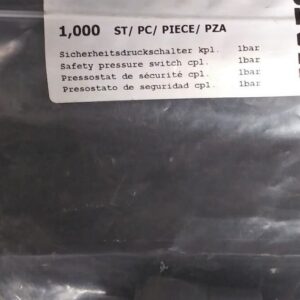 1,000 ST/ PC/ PIECE/ PZA
Sicherheitsdruckschalter kpl. 1bar
Safety pressure switch cpl. 1bar
Pressostat de sécurité cpl. 1bar
Presostato de seguridad cpl. 1bar